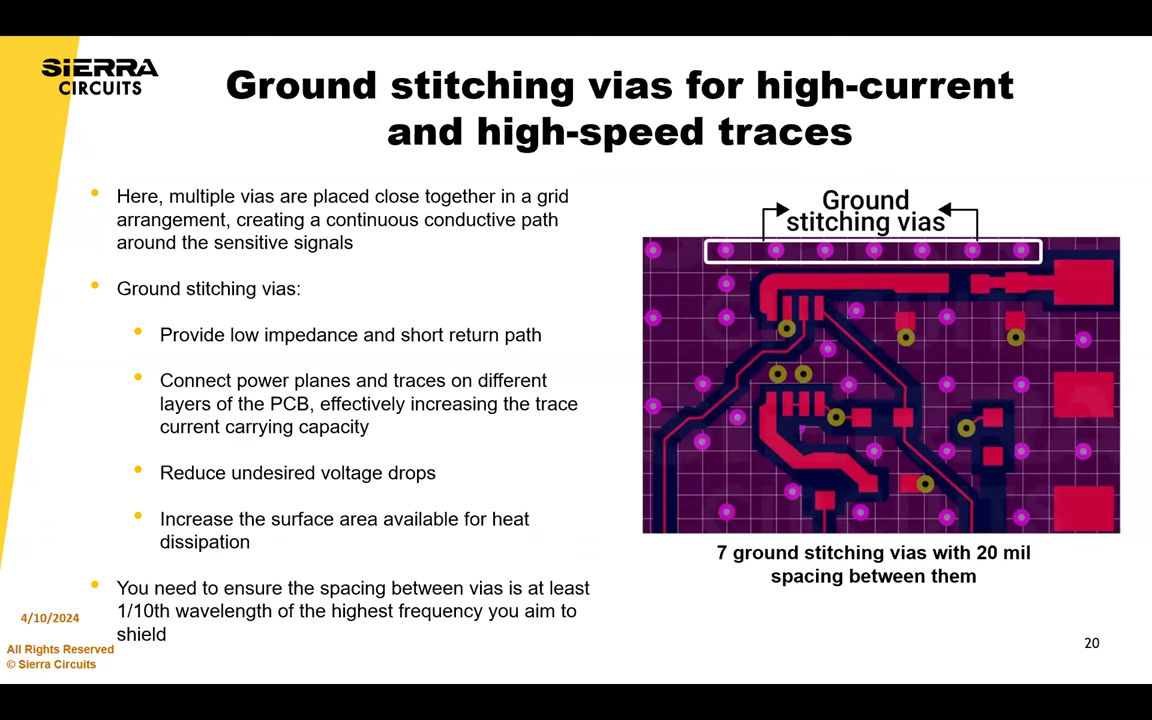 SIERRA
CIRCUITS
Ground stitching vias for high-current
and high-speed traces
Here, multiple vias are placed close together in a grid
arrangement, creating a continuous conductive path
around the sensitive signals
Ground stitching vias:
Provide low impedance and short return path
Connect power planes and traces on different
layers of the PCB, effectively increasing the trace
current carrying capacity
Reduce undesired voltage drops
Increase the surface area available for heat
dissipation
You need to ensure the spacing between vias is at least
1/10th wavelength of the highest frequency you aim to
shield
Ground
stitching vias
7 ground stitching vias with 20 mil
spacing between them
4/10/2024
All Rights Reserved
© Sierra Circuits
20